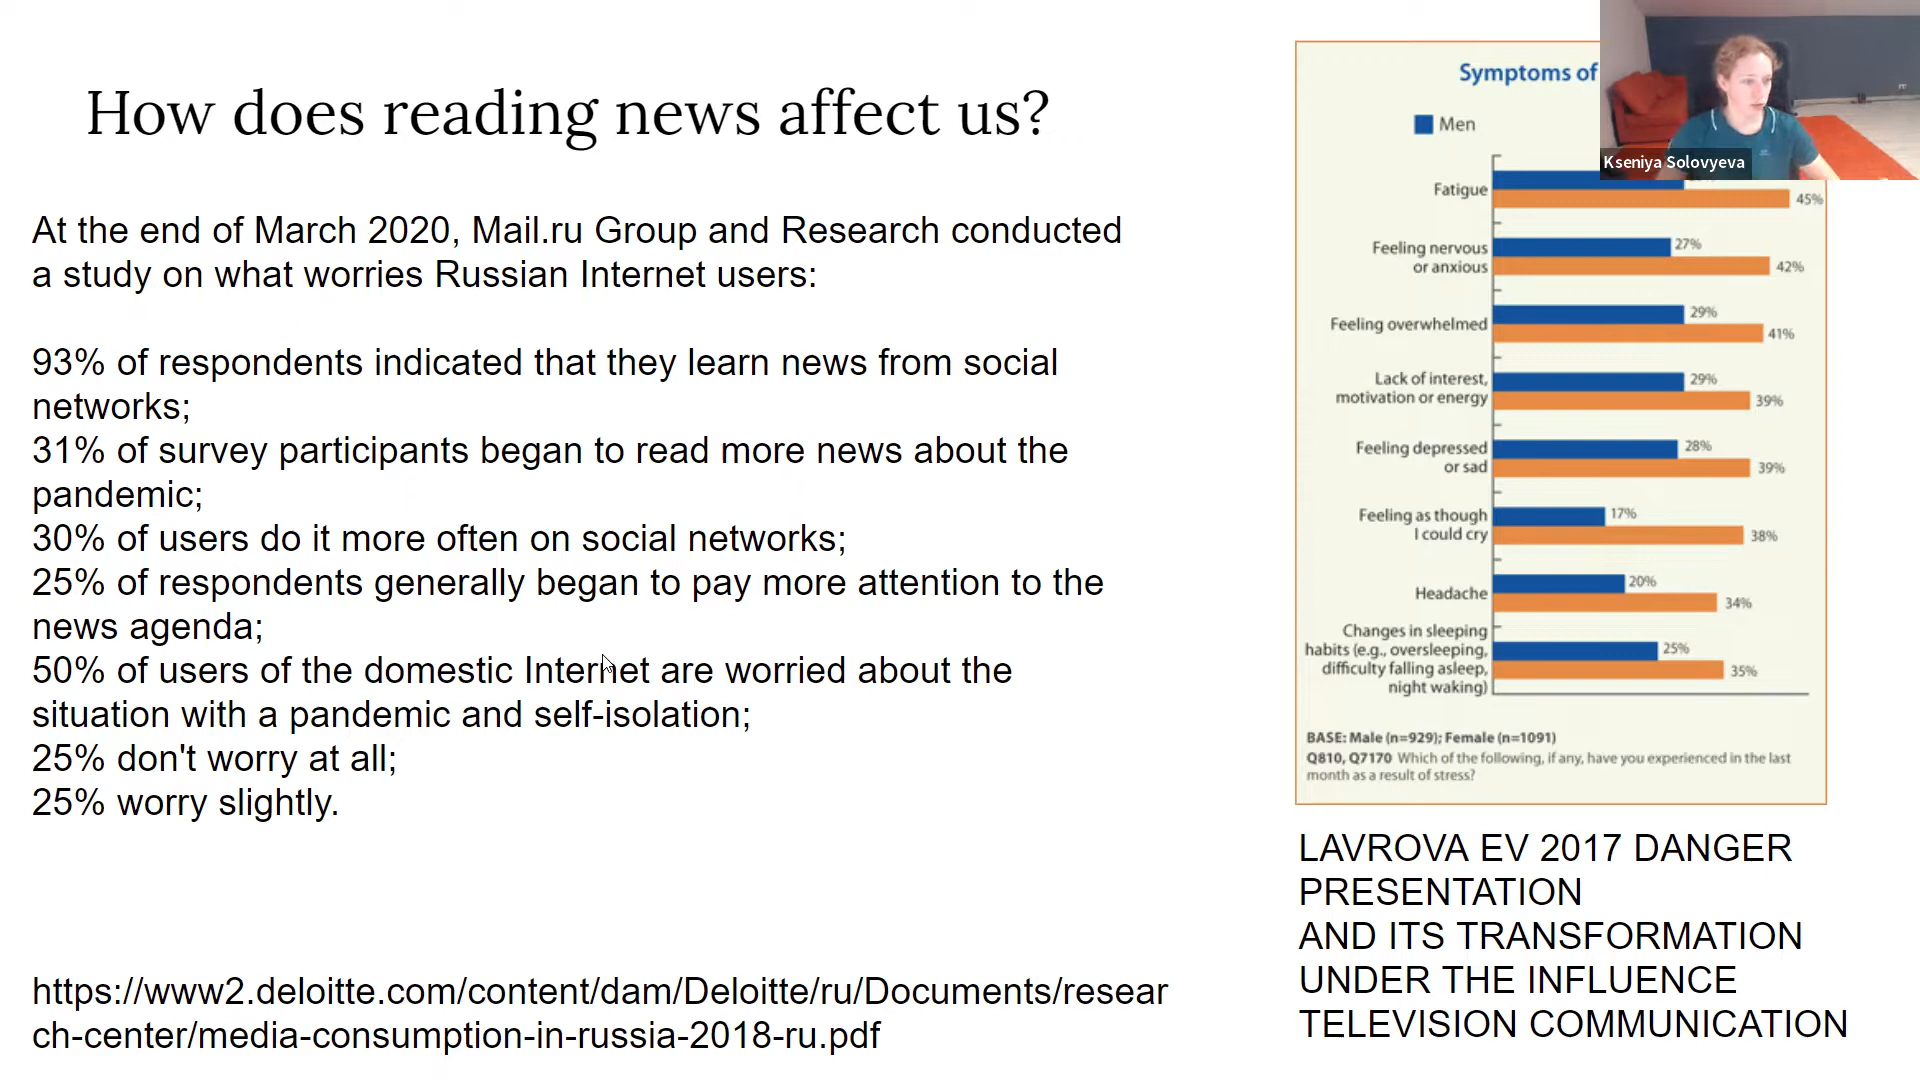 How does reading news affect us?
At the end of March 2020, Mail.ru Group and Research conducted
a study on what worries Russian Internet users:
93% of respondents indicated that they learn news from social
networks;
31% of survey participants began to read more news about the
pandemic;
30% of users do it more often on social networks;
25% of respondents generally began to pay more attention to the
news agenda;
50% of users of the domestic Internet are worried about the
situation with a pandemic and self-isolation;
25% don't worry at all;
25% worry slightly.
https://www2.deloitte.com/content/dam/Deloitte/ru/Documents/resear
ch-center/media-consumption-in-russia-2018-ru.pdf
Symptoms of
Men
Kseniya Solovyeva
Fatigue
45%
Feeling nervous
or anxious
27%
42%
Feeling overwhelmed
29%
41%
Lack of interest,
motivation or energy
29%
39%
Feeling depressed
or sad
28%
39%
Feeling as though
I could cry
17%
38%
Headache
20%
34%
Changes in sleeping
habits (e.g., oversleeping,
difficulty falling asleep,
night waking)
25%
35%
BASE: Male (n=929); Female (n=1091)
Q810, Q7170 Which of the following, if any, have you experienced in the last
month as a result of stress?
LAVROVA EV 2017 DANGER
PRESENTATION
AND ITS TRANSFORMATION
UNDER THE INFLUENCE
TELEVISION COMMUNICATION